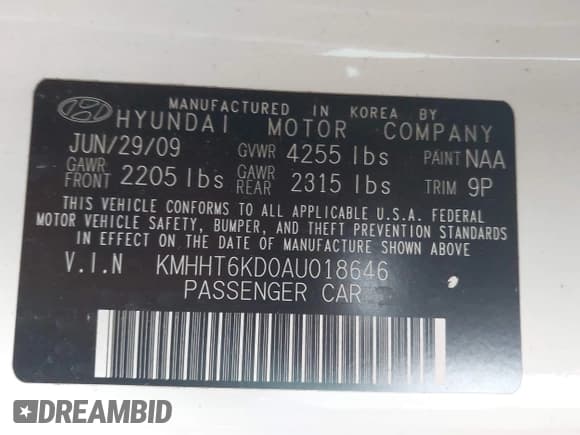 MANUFACTURED IN KOREA BY
HYUNDAI MOTOR COMPANY
JUN/29/09 GVWR 4255 lbs PAINT NAA
GAWR FRONT 2205 lbs GAWR REAR 2315 lbs TRIM 9P
THIS VEHICLE CONFORMS TO ALL APPLICABLE U.S.A. FEDERAL
MOTOR VEHICLE SAFETY, BUMPER, AND THEFT PREVENTION STANDARDS
IN EFFECT ON THE DATE OF MANUFACTURE SHOWN ABOVE.
V.I.N KMHHT6KD0AU018646
PASSENGER CAR
DREAMBID